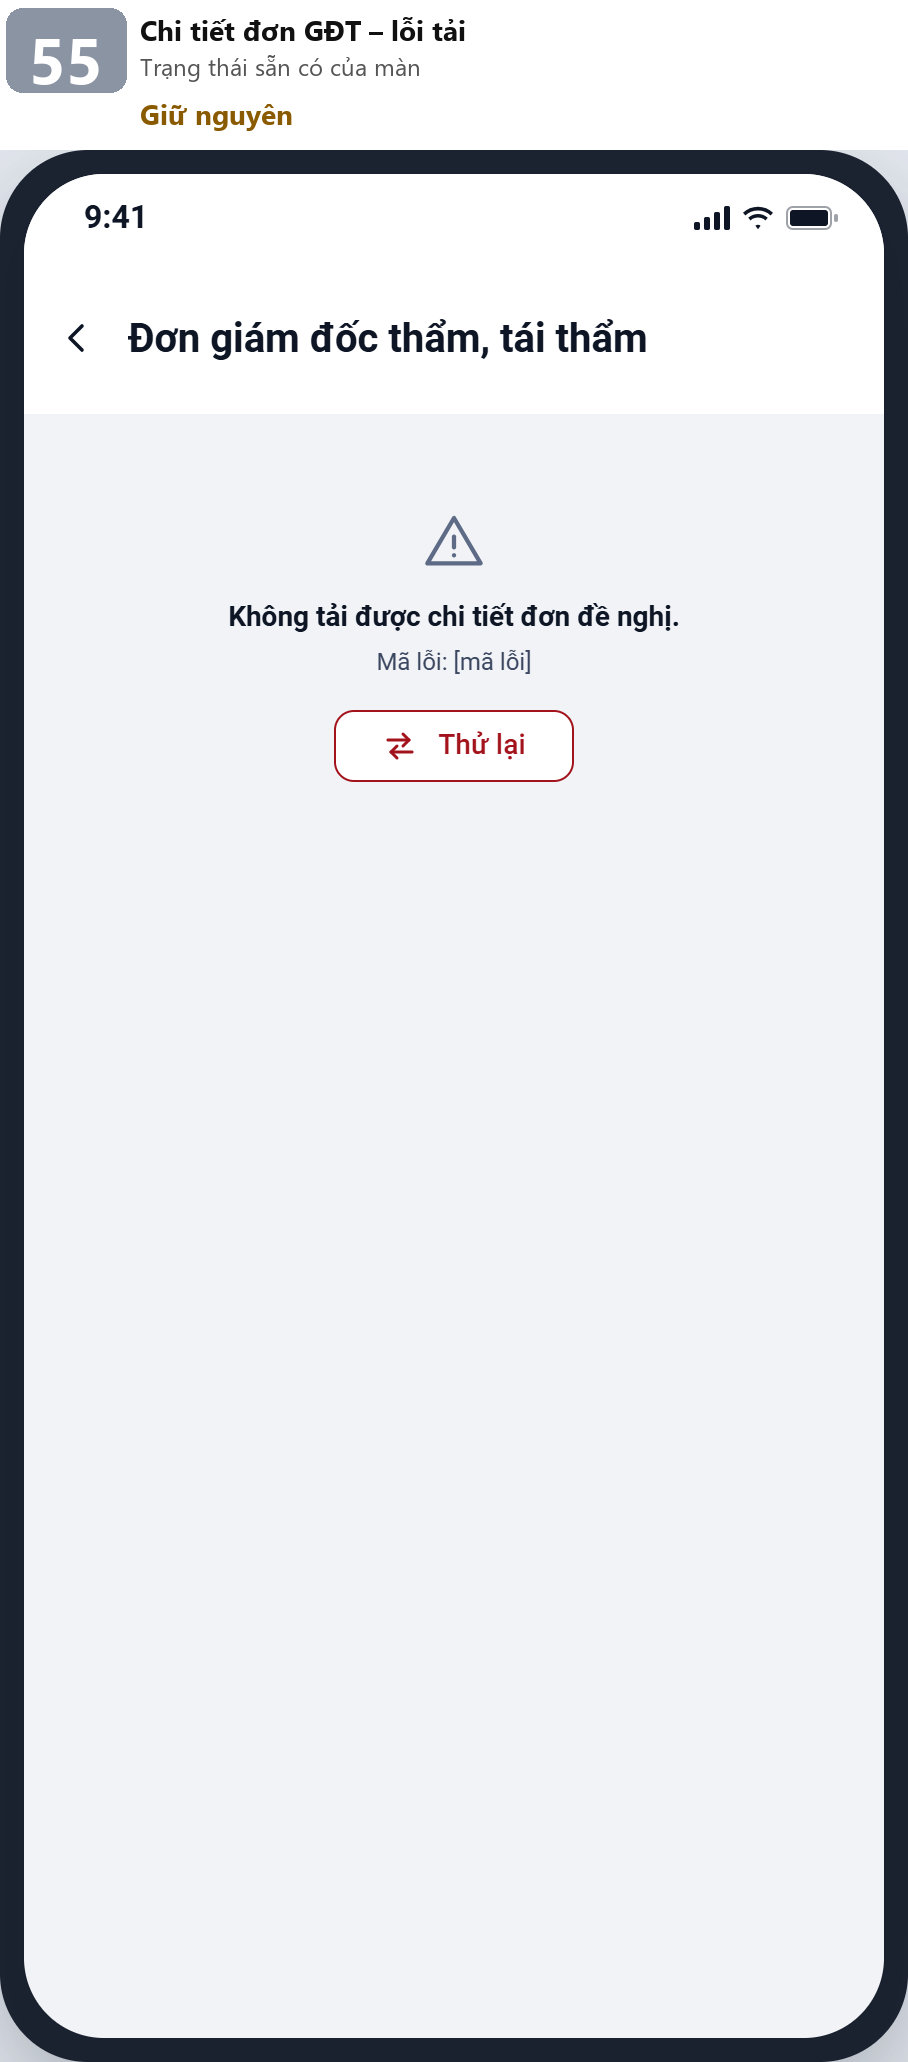 55
Chi tiết đơn GĐT – lỗi tải
Trạng thái sẵn có của màn
Giữ nguyên
9:41
Đơn giám đốc thẩm, tái thẩm
Không tải được chi tiết đơn đề nghị.
Mã lỗi: [mã lỗi]
Thử lại